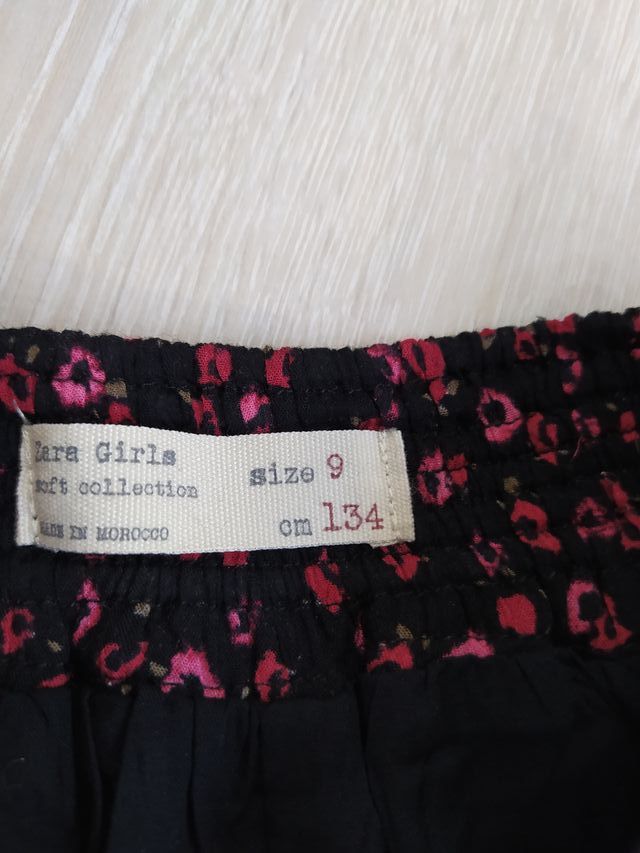 Zara Girls
soft collection
MADE IN MOROCCO
size 9
cm 134